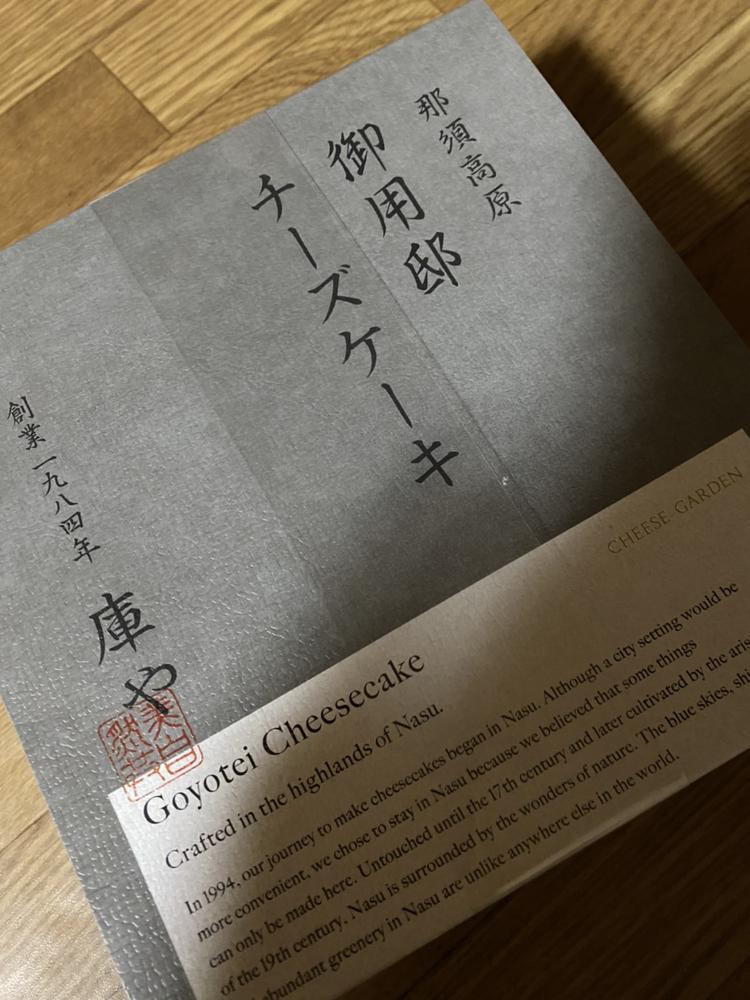 那須高原
御用邸
チーズケーキ
創業一九八四年
庫や
CHEESE GARDEN
Goyotei Cheesecake
Crafted in the highlands of Nasu.
In 1994, our journey to make cheesecakes began in Nasu. Although a city setting would be
more convenient, we chose to stay in Nasu because we believed that some things
can only be made here. Untouched until the 17th century and later cultivated by the
of the 19th century, Nasu is surrounded by the wonders of nature. The blue skies,
abundant greenery in Nasu are unlike anywhere else in the world.